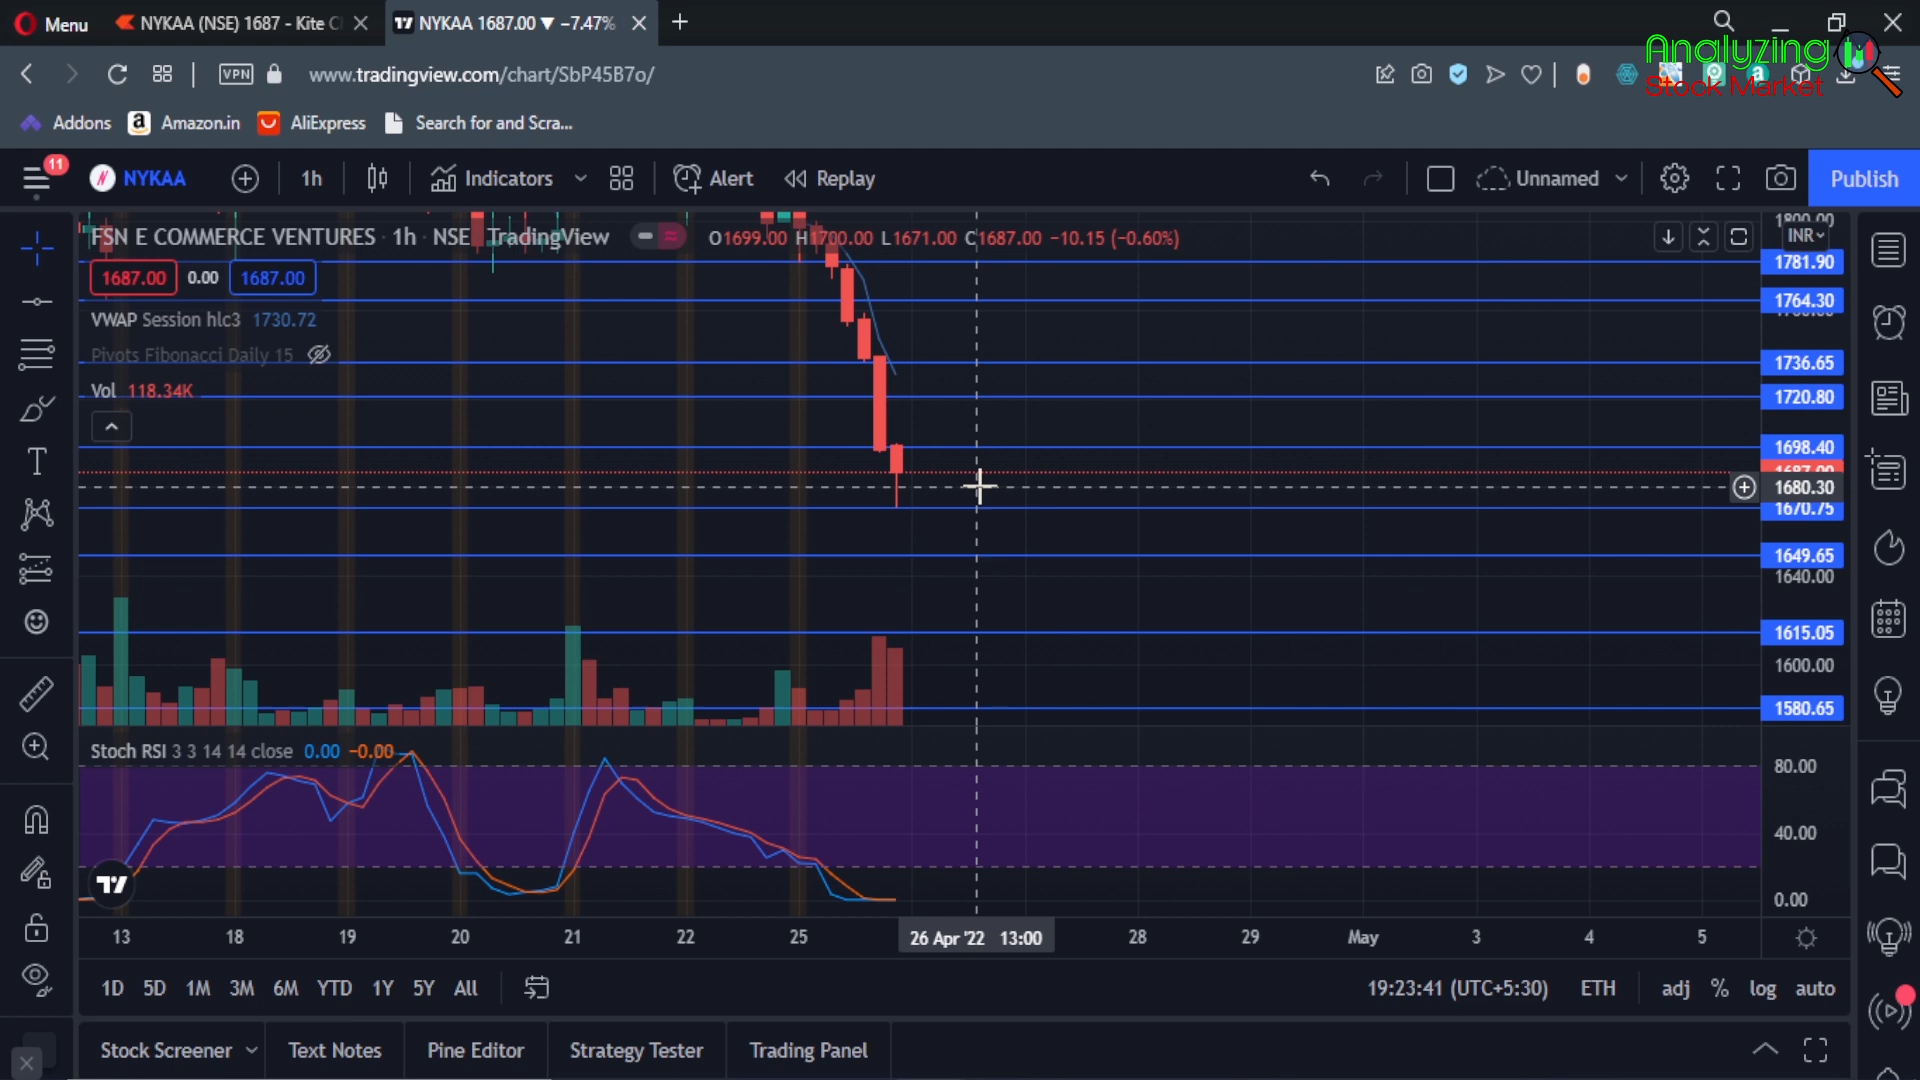 Menu
NYKAA (NSE) 1687 - Kite C
NYKAA 1687.00 ▼ −7.47%
VPN
www.tradingview.com/chart/SbP45B7o/
Analyzing
Stock Market
Addons
Amazon.in
AliExpress
Search for and Scra...
11
NYKAA
1h
Indicators
Alert
Replay
Unnamed
Publish
FSN E COMMERCE VENTURES · 1h · NSE TradingView
O1699.00 H1700.00 L1671.00 C1687.00 −10.15 (−0.60%)
1687.00 0.00 1687.00
VWAP Session hlc3 1730.72
Pivots Fibonacci Daily 15
Vol 118.34K
1800.00
INR
1781.90
1764.30
1736.65
1720.80
1698.40
1687.00
1680.30
1670.75
1649.65
1640.00
1615.05
1600.00
1580.65
Stoch RSI 3 3 14 14 close 0.00 −0.00
80.00
40.00
0.00
13 18 19 20 21 22 25 26 Apr '22 13:00 28 29 May 3 4 5
1D 5D 1M 3M 6M YTD 1Y 5Y All
19:23:41 (UTC+5:30) ETH adj % log auto
Stock Screener Text Notes Pine Editor Strategy Tester Trading Panel